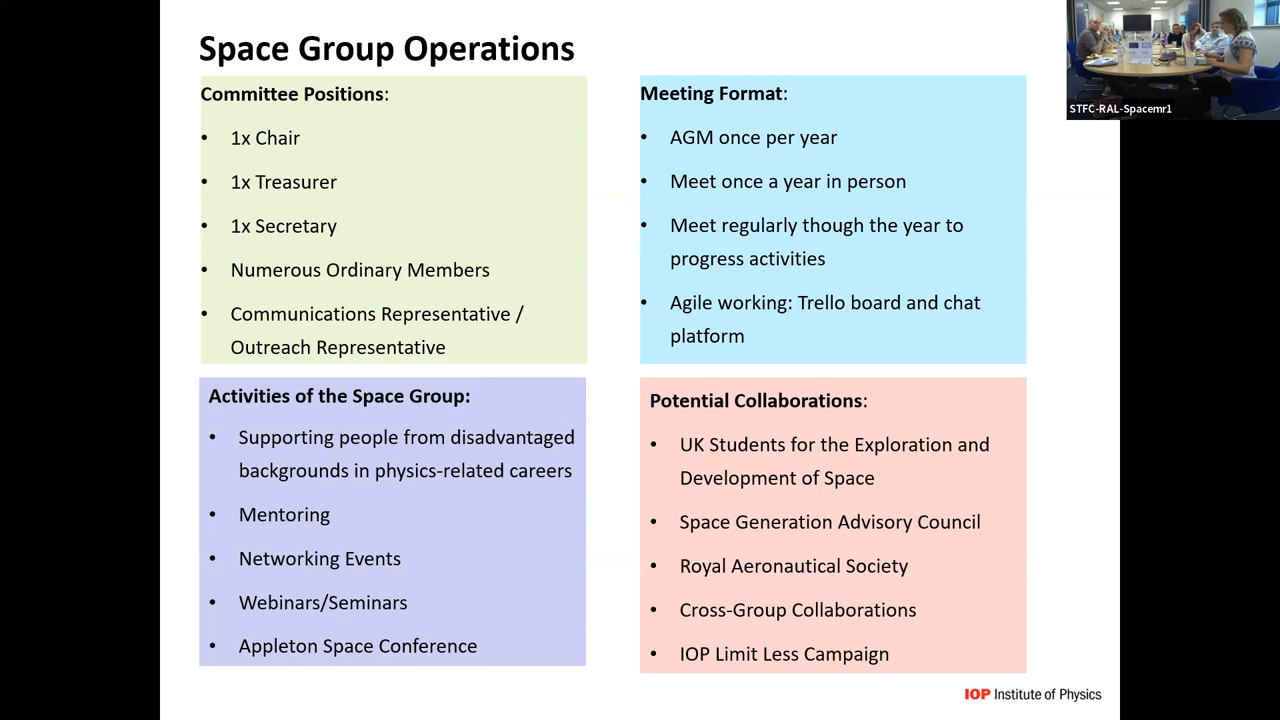 Space Group Operations
Committee Positions:
• 1x Chair
• 1x Treasurer
• 1x Secretary
• Numerous Ordinary Members
• Communications Representative /
Outreach Representative
Meeting Format:
• AGM once per year
• Meet once a year in person
• Meet regularly though the year to
progress activities
• Agile working: Trello board and chat
platform
Activities of the Space Group:
• Supporting people from disadvantaged
backgrounds in physics-related careers
• Mentoring
• Networking Events
• Webinars/Seminars
• Appleton Space Conference
Potential Collaborations:
• UK Students for the Exploration and
Development of Space
• Space Generation Advisory Council
• Royal Aeronautical Society
• Cross-Group Collaborations
• IOP Limit Less Campaign
IOP Institute of Physics
STFC-RAL-Spacemr1